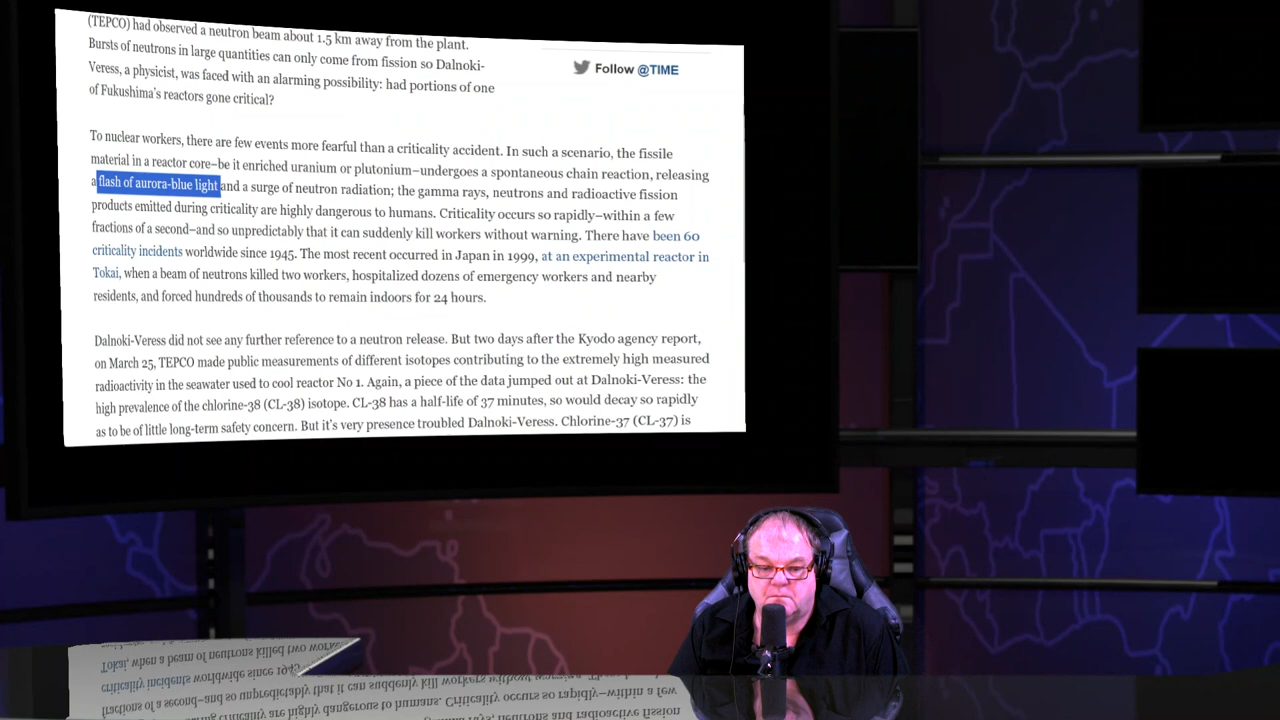 (TEPCO) had observed a neutron beam about 1.5 km away from the plant.
Bursts of neutrons in large quantities can only come from fission so Dalnoki-
Veress, a physicist, was faced with an alarming possibility: had portions of one
of Fukushima's reactors gone critical?
Follow @TIME
To nuclear workers, there are few events more fearful than a criticality accident. In such a scenario, the fissile
material in a reactor core–be it enriched uranium or plutonium–undergoes a spontaneous chain reaction, releasing
a flash of aurora-blue light and a surge of neutron radiation; the gamma rays, neutrons and radioactive fission
products emitted during criticality are highly dangerous to humans. Criticality occurs so rapidly–within a few
fractions of a second–and so unpredictably that it can suddenly kill workers without warning. There have been 60
criticality incidents worldwide since 1945. The most recent occurred in Japan in 1999, at an experimental reactor in
Tokai, when a beam of neutrons killed two workers, hospitalized dozens of emergency workers and nearby
residents, and forced hundreds of thousands to remain indoors for 24 hours.
Dalnoki-Veress did not see any further reference to a neutron release. But two days after the Kyodo agency report,
on March 25, TEPCO made public measurements of different isotopes contributing to the extremely high measured
radioactivity in the seawater used to cool reactor No 1. Again, a piece of the data jumped out at Dalnoki-Veress: the
high prevalence of the chlorine-38 (CL-38) isotope. CL-38 has a half-life of 37 minutes, so would decay so rapidly
as to be of little long-term safety concern. But it's very presence troubled Dalnoki-Veress. Chlorine-37 (CL-37) is